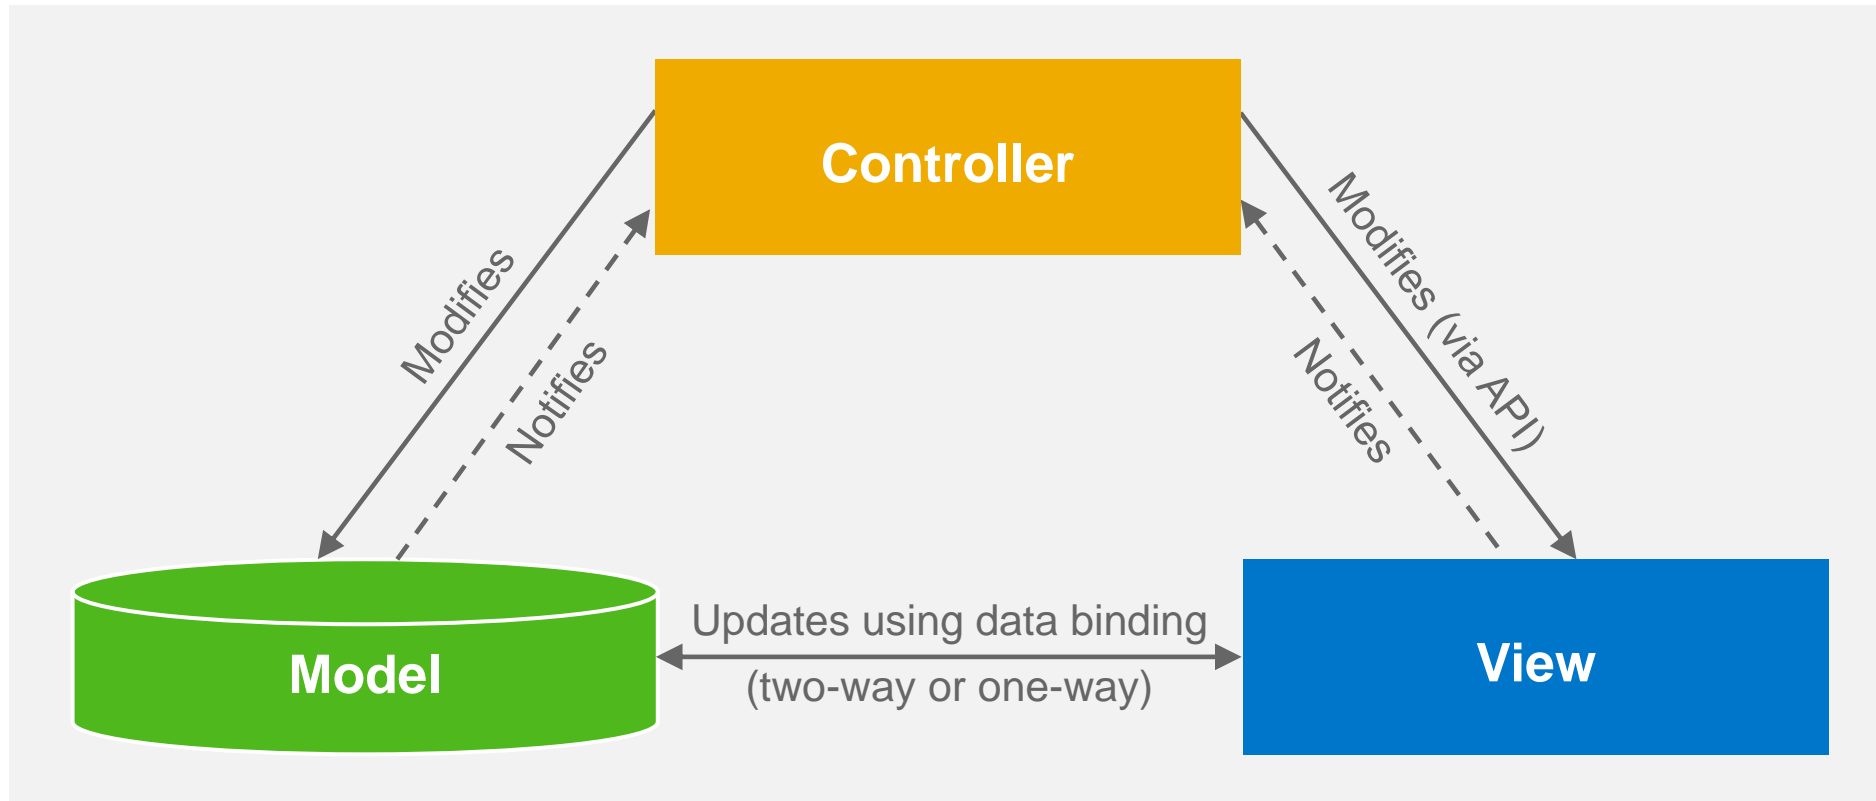 Controller
Modifies
Notifies
Modifies (via API)
Notifies
Updates using data binding
(two-way or one-way)
Model
View